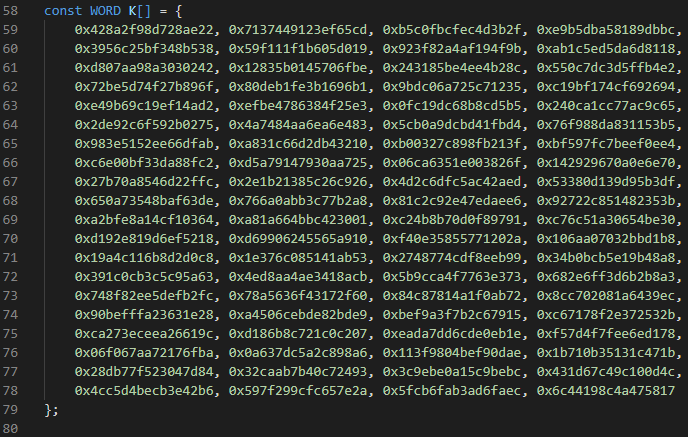 58 const WORD K[] = {
59 0x428a2f98d728ae22, 0x7137449123ef65cd, 0xb5c0fbcfec4d3b2f, 0xe9b5dba58189dbbc,
60 0x3956c25bf348b538, 0x59f111f1b605d019, 0x923f82a4af194f9b, 0xab1c5ed5da6d8118,
61 0xd807aa98a3030242, 0x12835b0145706fbe, 0x243185be4ee4b28c, 0x550c7dc3d5ffb4e2,
62 0x72be5d74f27b896f, 0x80deb1fe3b1696b1, 0x9bdc06a725c71235, 0xc19bf174cf692694,
63 0xe49b69c19ef14ad2, 0xefbe4786384f25e3, 0x0fc19dc68b8cd5b5, 0x240ca1cc77ac9c65,
64 0x2de92c6f592b0275, 0x4a7484aa6ea6e483, 0x5cb0a9dcbd41fbd4, 0x76f988da831153b5,
65 0x983e5152ee66dfab, 0xa831c66d2db43210, 0xb00327c898fb213f, 0xbf597fc7beef0ee4,
66 0xc6e00bf33da88fc2, 0xd5a79147930aa725, 0x06ca6351e003826f, 0x142929670a0e6e70,
67 0x27b70a8546d22ffc, 0x2e1b21385c26c926, 0x4d2c6dfc5ac42aed, 0x53380d139d95b3df,
68 0x650a73548baf63de, 0x766a0abb3c77b2a8, 0x81c2c92e47edaee6, 0x92722c851482353b,
69 0xa2bfe8a14cf10364, 0xa81a664bbc423001, 0xc24b8b70d0f89791, 0xc76c51a30654be30,
70 0xd192e819d6ef5218, 0xd69906245565a910, 0xf40e35855771202a, 0x106aa07032bbd1b8,
71 0x19a4c116b8d2d0c8, 0x1e376c085141ab53, 0x2748774cdf8eeb99, 0x34b0bcb5e19b48a8,
72 0x391c0cb3c5c95a63, 0x4ed8aa4ae3418acb, 0x5b9cca4f7763e373, 0x682e6ff3d6b2b8a3,
73 0x748f82ee5defb2fc, 0x78a5636f43172f60, 0x84c87814a1f0ab72, 0x8cc702081a6439ec,
74 0x90befffa23631e28, 0xa4506cebde82bde9, 0xbef9a3f7b2c67915, 0xc67178f2e372532b,
75 0xca273eceea26619c, 0xd186b8c721c0c207, 0xeada7dd6cde0eb1e, 0xf57d4f7fee6ed178,
76 0x06f067aa72176fba, 0x0a637dc5a2c898a6, 0x113f9804bef90dae, 0x1b710b35131c471b,
77 0x28db77f523047d84, 0x32caab7b40c72493, 0x3c9ebe0a15c9bebc, 0x431d67c49c100d4c,
78 0x4cc5d4becb3e42b6, 0x597f299cfc657e2a, 0x5fcb6fab3ad6faec, 0x6c44198c4a475817
79 };
80